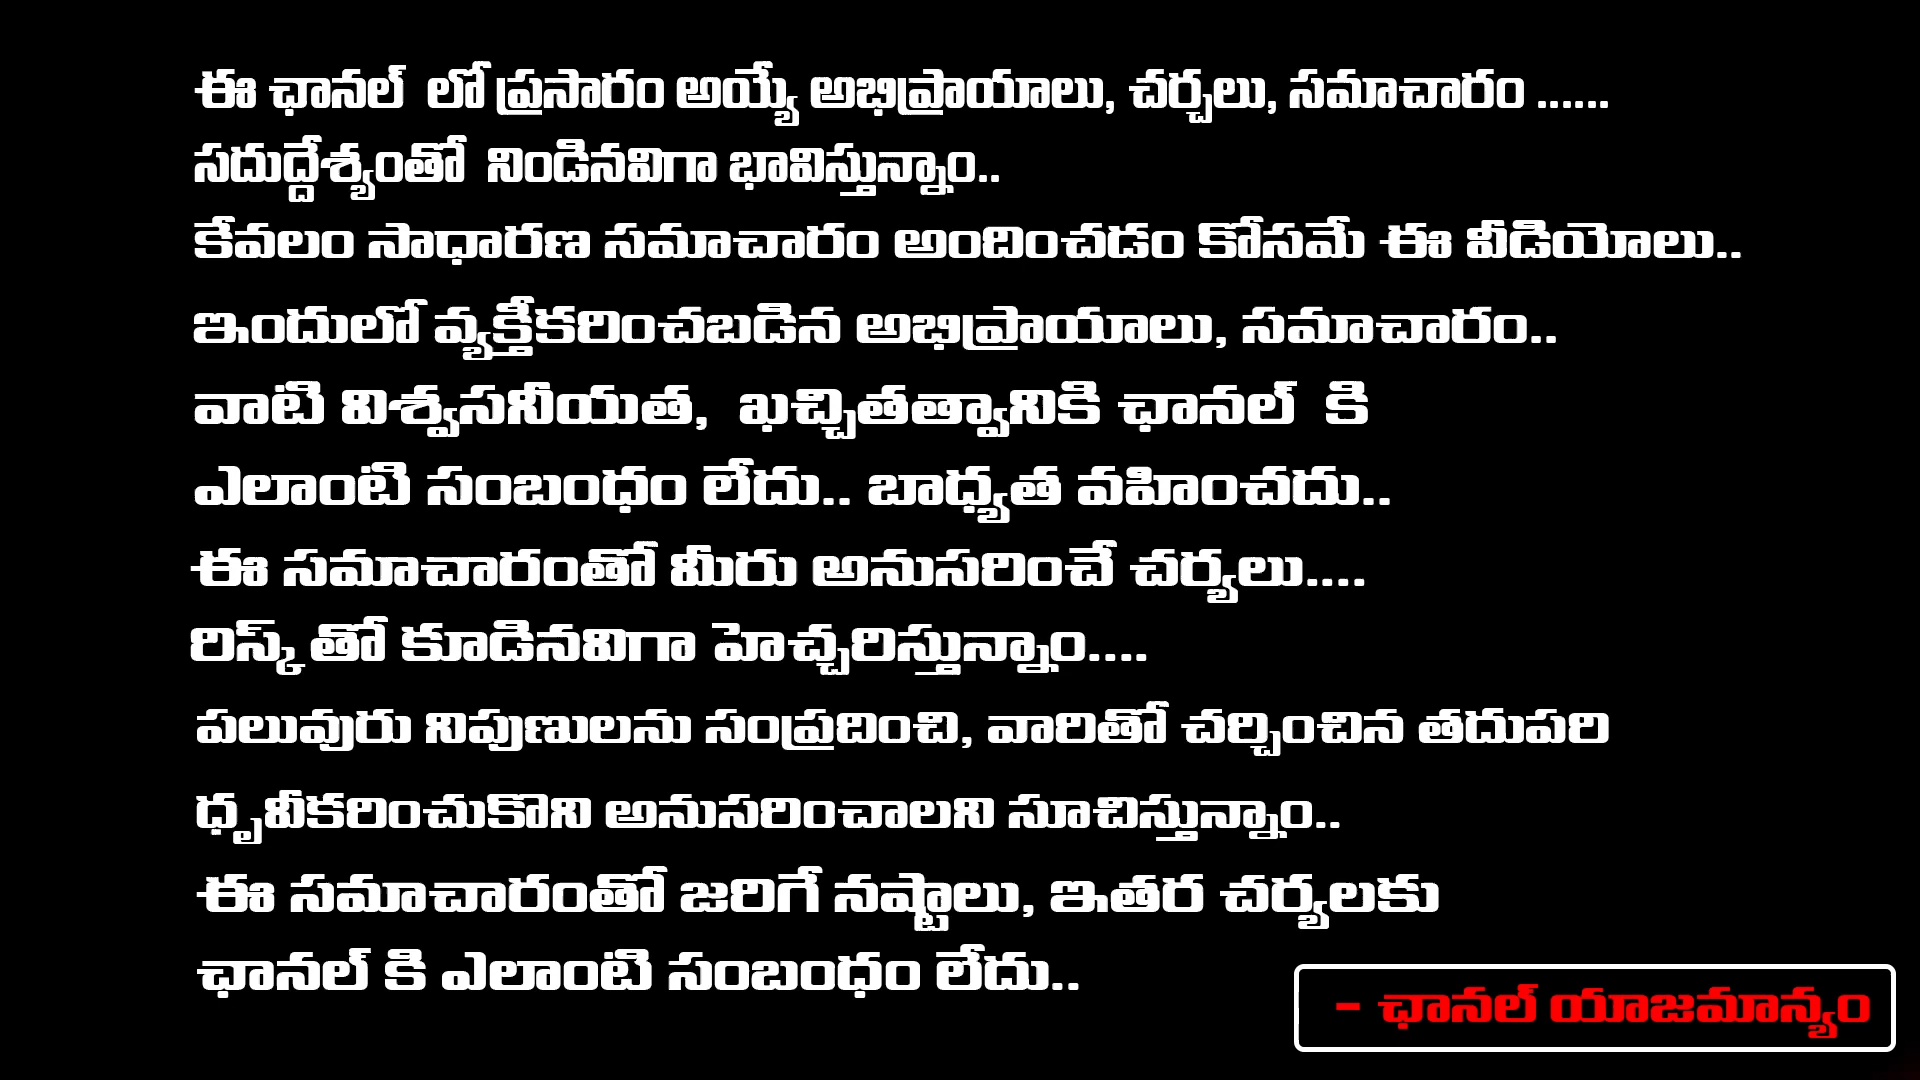 ఈ ఛానల్ లో ప్రసారం అయ్యే అభిప్రాయాలు, చర్చలు, సమాచారం ......
సదుద్దేశ్యంతో నిండినవిగా భావిస్తున్నాం..
కేవలం సాధారణ సమాచారం అందించడం కోసమే ఈ వీడియోలు..
ఇందులో వ్యక్తీకరించబడిన అభిప్రాయాలు, సమాచారం..
వాటి విశ్వసనీయత, ఖచ్చితత్వానికి ఛానల్ కి
ఎలాంటి సంబంధం లేదు.. బాధ్యత వహించదు..
ఈ సమాచారంతో మీరు అనుసరించే చర్యలు....
రిస్క్ తో కూడినవిగా హెచ్చరిస్తున్నాం....
పలువురు నిపుణులను సంప్రదించి, వారితో చర్చించిన తదుపరి
ధృవీకరించుకొని అనుసరించాలని సూచిస్తున్నాం..
ఈ సమాచారంతో జరిగే నష్టాలు, ఇతర చర్యలకు
ఛానల్ కి ఎలాంటి సంబంధం లేదు..
- ఛానల్ యాజమాన్యం